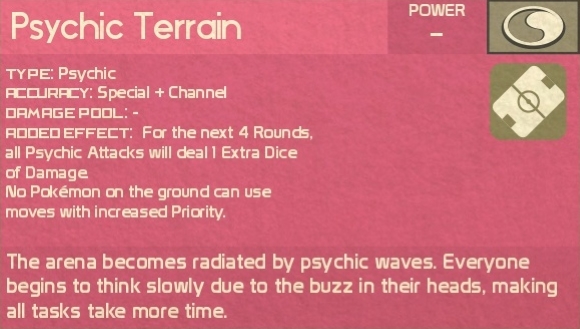 Psychic Terrain
POWER
–
TYPE: Psychic
ACCURACY: Special + Channel
DAMAGE POOL: -
ADDED EFFECT: For the next 4 Rounds,
all Psychic Attacks will deal 1 Extra Dice
of Damage.
No Pokémon on the ground can use
moves with increased Priority.
The arena becomes radiated by psychic waves. Everyone
begins to think slowly due to the buzz in their heads, making
all tasks take more time.